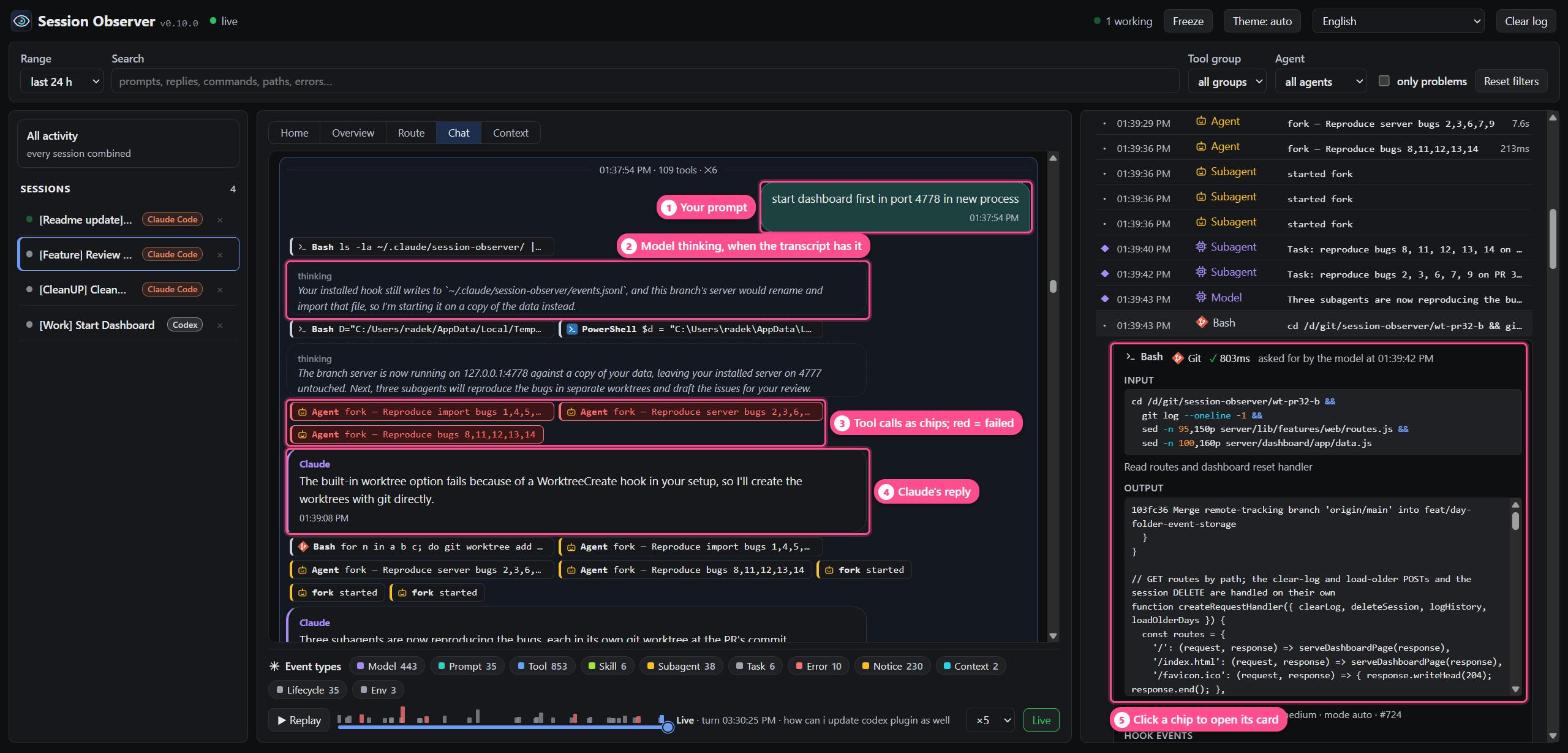 Session Observer v0.10.0 live
1 working Freeze Theme: auto English Clear log
Range Search Tool group Agent
last 24 h prompts, replies, commands, paths, errors... all groups all agents only problems Reset filters
All activity
every session combined
SESSIONS 4
[Readme update]... Claude Code ×
[Feature] Review ... Claude Code ×
[CleanUP] Clean... Claude Code ×
[Work] Start Dashboard Codex ×
Home Overview Route Chat Context
01:37:54 PM · 109 tools · ×6
1 Your prompt
start dashboard first in port 4778 in new process
01:37:54 PM
Bash ls -la ~/.claude/session-observer/ |…
2 Model thinking, when the transcript has it
thinking
Your installed hook still writes to `~/.claude/session-observer/events.jsonl`, and this branch's server would rename and
import that file, so I'm starting it on a copy of the data instead.
Bash D="C:/Users/radek/AppData/Local/Temp…
PowerShell $d = "C:\Users\radek\AppData\L…
thinking
The branch server is now running on 127.0.0.1:4778 against a copy of your data, leaving your installed server on 4777
untouched. Next, three subagents will reproduce the bugs in separate worktrees and draft the issues for your review.
Agent fork — Reproduce import bugs 1,4,5,…
Agent fork — Reproduce server bugs 2,3,6,…
Agent fork — Reproduce bugs 8,11,12,13,14
3 Tool calls as chips; red = failed
Claude
The built-in worktree option fails because of a WorktreeCreate hook in your setup, so I'll create the
worktrees with git directly.
01:39:08 PM
4 Claude's reply
Bash for n in a b c; do git worktree add …
Agent fork — Reproduce import bugs 1,4,5,…
Agent fork — Reproduce server bugs 2,3,6,…
Agent fork — Reproduce bugs 8,11,12,13,14
fork started
fork started
fork started
Claude
Three subagents are now reproducing the bugs, each in its own git worktree at the PR's commit
Event types Model 443 Prompt 35 Tool 853 Skill 6 Subagent 38 Task 6 Error 10 Notice 230 Context 2
Lifecycle 35 Env 3
Replay Live · turn 03:30:25 PM · how can i update codex plugin as well ×5 Live
01:39:29 PM Agent fork — Reproduce server bugs 2,3,6,7,9 7.6s
01:39:36 PM Agent fork — Reproduce bugs 8,11,12,13,14 213ms
01:39:36 PM Subagent started fork
01:39:36 PM Subagent started fork
01:39:36 PM Subagent started fork
01:39:40 PM Subagent Task: reproduce bugs 8, 11, 12, 13, 14 on …
01:39:42 PM Subagent Task: reproduce bugs 2, 3, 6, 7, 9 on PR 3…
01:39:43 PM Model Three subagents are now reproducing the bu…
01:39:43 PM Bash cd /d/git/session-observer/wt-pr32-b && gi…
Bash Git ✓ 803ms asked for by the model at 01:39:42 PM
INPUT
cd /d/git/session-observer/wt-pr32-b &&
git log --oneline -1 &&
sed -n 95,150p server/lib/features/web/routes.js &&
sed -n 100,160p server/dashboard/app/data.js
Read routes and dashboard reset handler
OUTPUT
103fc36 Merge remote-tracking branch 'origin/main' into feat/day-
folder-event-storage
}
}
// GET routes by path; the clear-log and load-older POSTs and the
session DELETE are handled on their own
function createRequestHandler({ clearLog, deleteSession, logHistory,
loadOlderDays }) {
const routes = {
'/': (request, response) => serveDashboardPage(response),
'/index.html': (request, response) => serveDashboardPage(response),
'/favicon.ico': (request, response) => { response.writeHead(204);
response.end(); },
5 Click a chip to open its card
edium · mode auto · #724
HOOK EVENTS